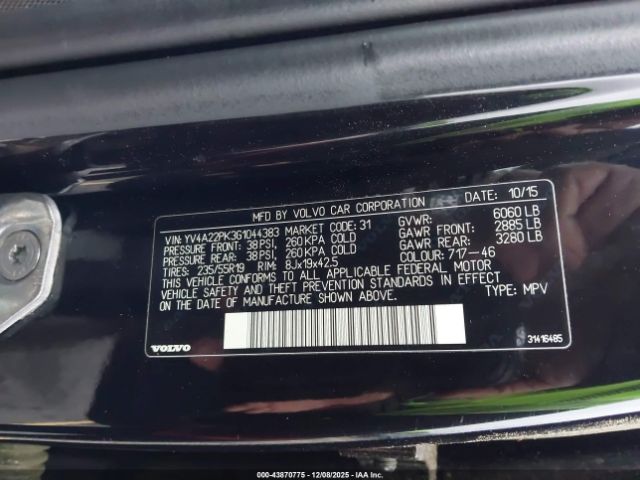 MFD BY VOLVO CAR CORPORATION DATE: 10/15
VIN: YV4A22PK3G1044383 MARKET CODE: 31 GVWR: 6060 LB
PRESSURE FRONT: 38 PSI, 260 KPA COLD GAWR FRONT: 2885 LB
PRESSURE REAR: 38 PSI, 260 KPA COLD GAWR REAR: 3280 LB
TIRES: 235/55R19 RIM: 8Jx19x42.5 COLOUR: 717-46
THIS VEHICLE CONFORMS TO ALL APPLICABLE FEDERAL MOTOR
VEHICLE SAFETY AND THEFT PREVENTION STANDARDS IN EFFECT
ON THE DATE OF MANUFACTURE SHOWN ABOVE. TYPE: MPV
VOLVO 31416485
000-43870775 - 12/08/2025 - IAA Inc.